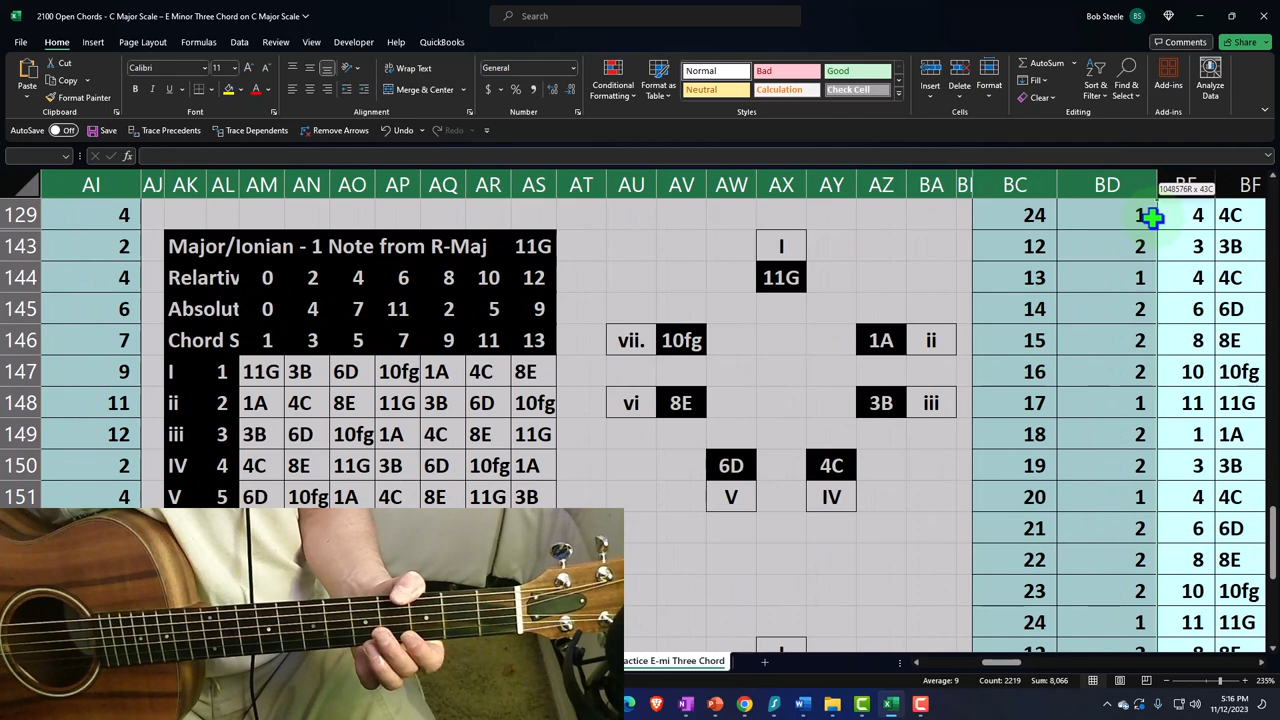 2100 Open Chords - C Major Scale – E Minor Three Chord on C Major Scale
Search
Bob Steele BS
File Home Insert Page Layout Formulas Data Review View Developer Automate Help QuickBooks
Comments Share
Cut
Copy
Format Painter
Paste
Clipboard
Calibri 11
Font
Wrap Text
Merge & Center
Alignment
General
Number
Conditional Formatting
Format as Table
Normal Bad Good
Neutral Calculation Check Cell
Styles
Insert Delete Format
Cells
AutoSum
Fill
Clear
Sort & Filter
Find & Select
Editing
Add-ins
Add-ins
Analyze Data
AutoSave Off Save Trace Precedents Trace Dependents Remove Arrows Undo
fx
AI AJ AK AL AM AN AO AP AQ AR AS AT AU AV AW AX AY AZ BA BC BD BF
1048576R x 43C
129 4 24 1 4 4C
143 2 Major/Ionian - 1 Note from R-Maj 11G I 12 2 3 3B
144 4 Relartiv 0 2 4 6 8 10 12 11G 13 1 4 4C
145 6 Absolut 0 4 7 11 2 5 9 14 2 6 6D
146 7 Chord S 1 3 5 7 9 11 13 vii. 10fg 1A ii 15 2 8 8E
147 9 I 1 11G 3B 6D 10fg 1A 4C 8E 16 2 10 10fg
148 11 ii 2 1A 4C 8E 11G 3B 6D 10fg vi 8E 3B iii 17 1 11 11G
149 12 iii 3 3B 6D 10fg 1A 4C 8E 11G 18 2 1 1A
150 2 IV 4 4C 8E 11G 3B 6D 10fg 1A 6D 4C 19 2 3 3B
151 4 V 5 6D 10fg 1A 4C 8E 11G 3B V IV 20 1 4 4C
21 2 6 6D
22 2 8 8E
23 2 10 10fg
24 1 11 11G
actice E-mi Three Chord
Average: 9 Count: 2219 Sum: 8,066 235%
5:16 PM
11/12/2023